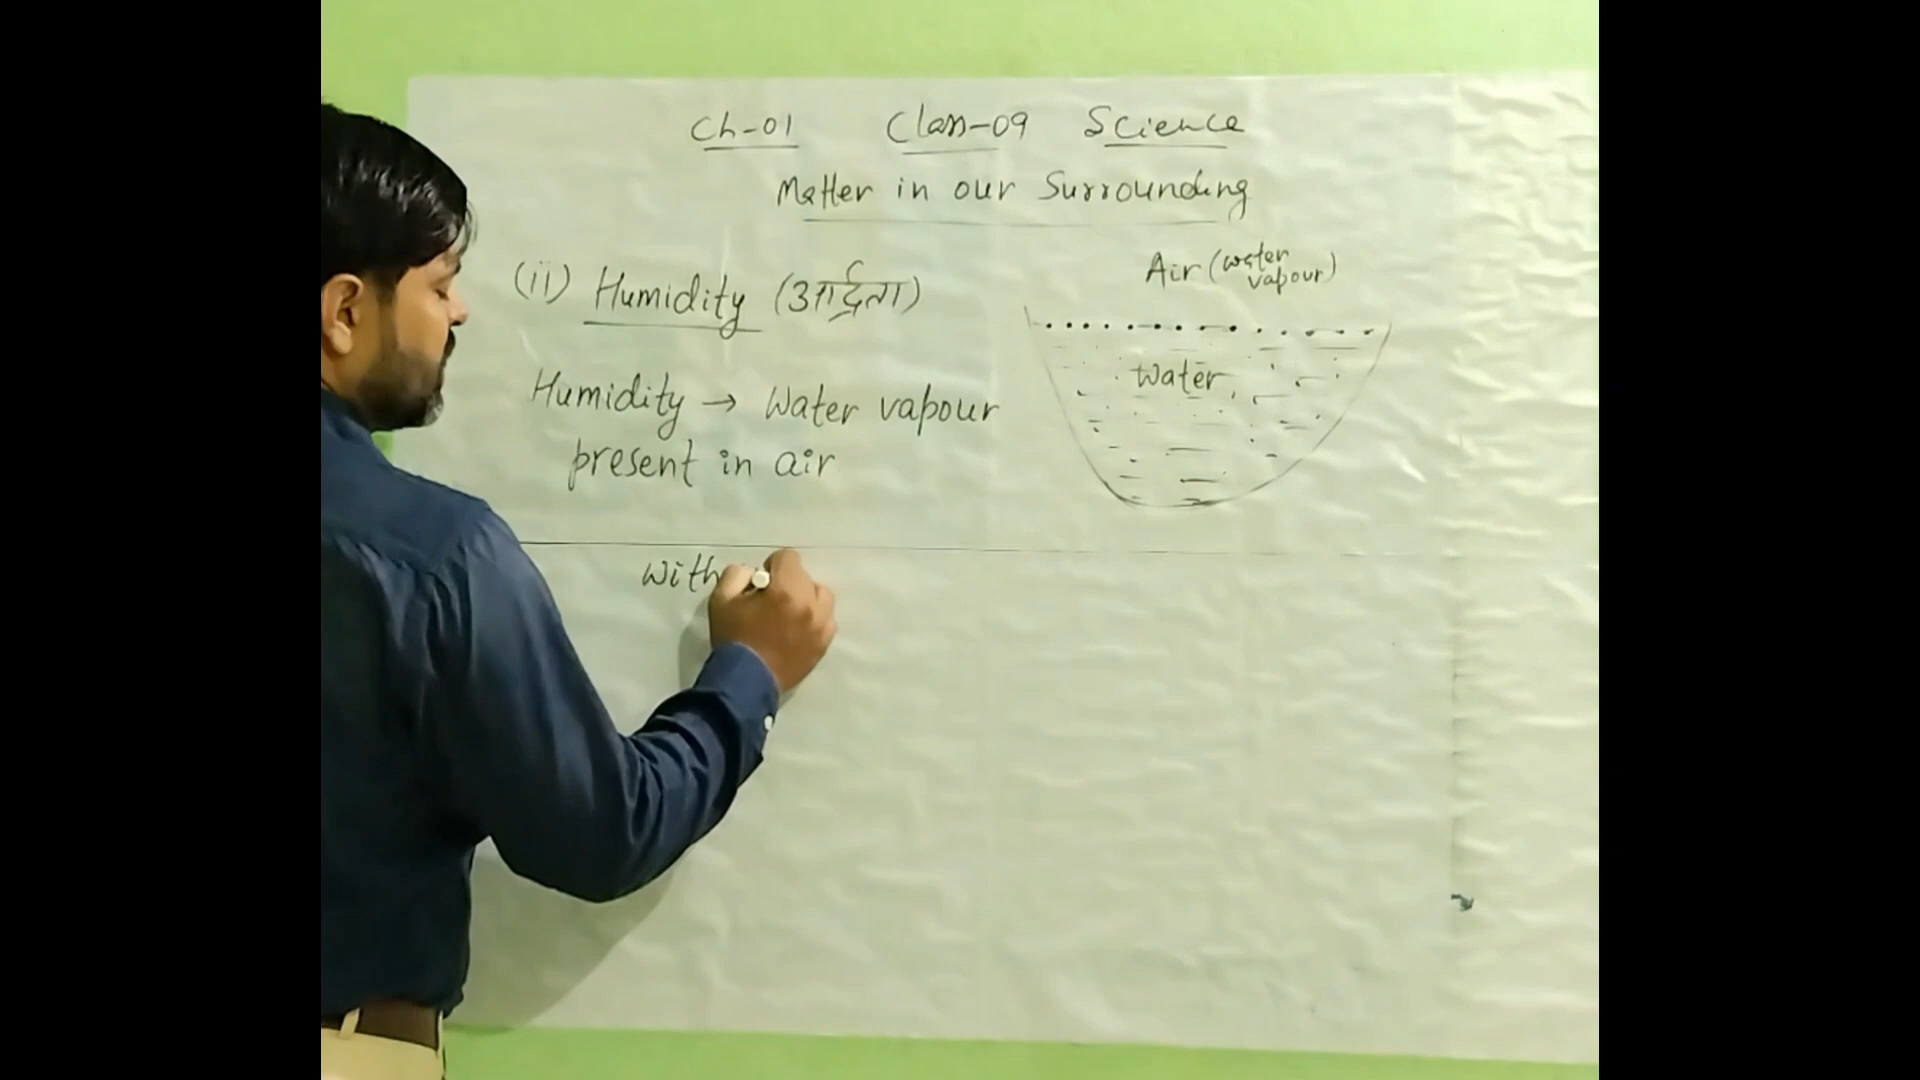 Ch-01 Class-09 Science
Matter in our Surrounding
(ii) Humidity (आर्द्रता)
Humidity → Water vapour
present in air
Air (water
vapour)
Water
with